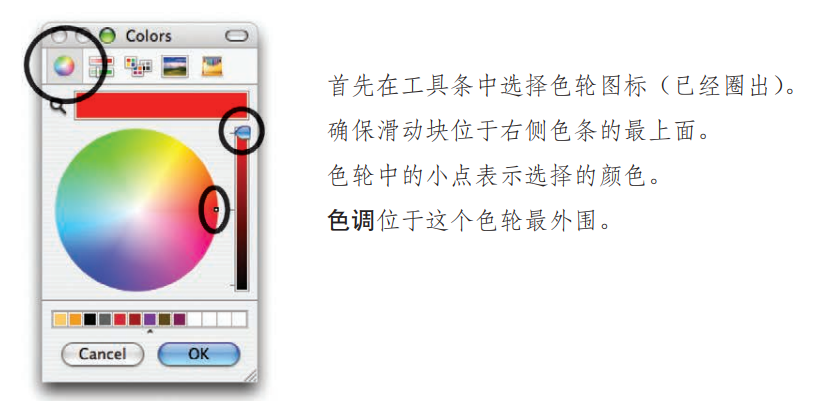 Colors
首先在工具条中选择色轮图标（已经圈出）。
确保滑动块位于右侧色条的最上面。
色轮中的小点表示选择的颜色。
色调位于这个色轮最外围。
Cancel
OK